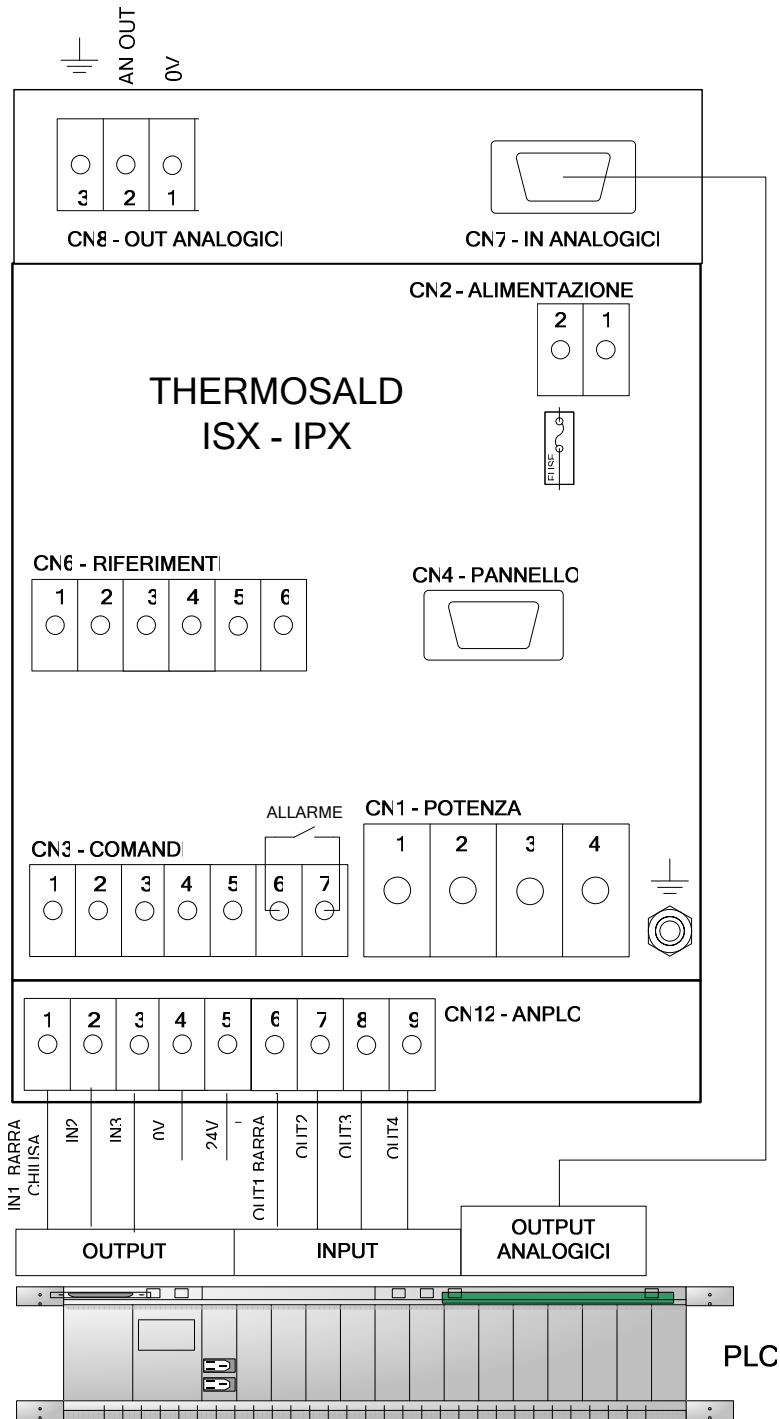 AN OUT
0V
3 2 1
CN8 - OUT ANALOGICI
CN7 - IN ANALOGICI
CN2 - ALIMENTAZIONE
2 1
THERMOSALD
ISX - IPX
FUSE
CN6 - RIFERIMENTI
1 2 3 4 5 6
CN4 - PANNELLO
ALLARME
CN1 - POTENZA
1 2 3 4
CN3 - COMANDI
1 2 3 4 5 6 7
CN12 - ANPLC
1 2 3 4 5 6 7 8 9
IN1 BARRA
CHIUSA
IN2
IN3
0V
24V
OUT1 BARRA
OUT2
OUT3
OUT4
OUTPUT
INPUT
OUTPUT
ANALOGICI
PLC